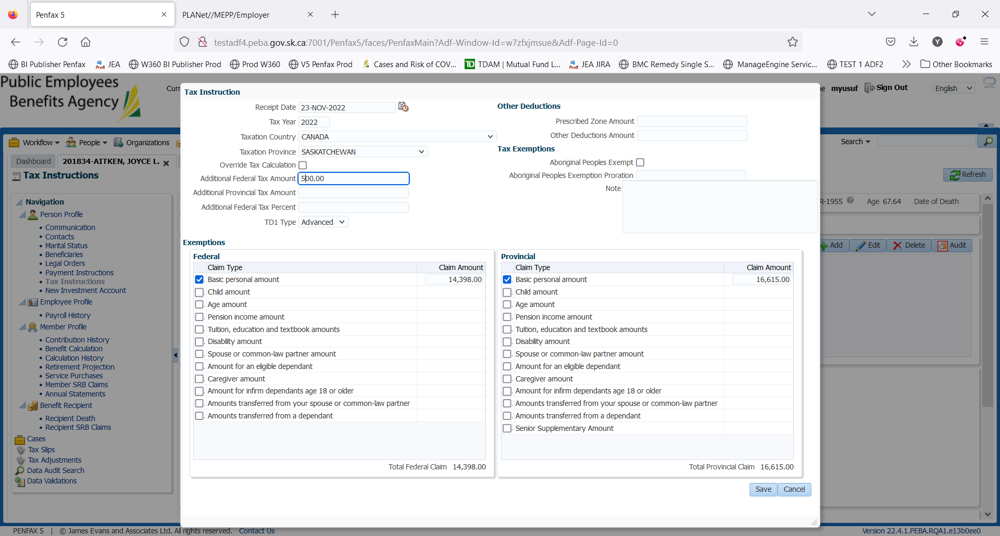 Penfax 5
PLANet//MEPP/Employer
testadf4.peba.gov.sk.ca:7001/Penfax5/faces/PenfaxMain?Adf-Window-Id=w7zfxjmsue&Adf-Page-Id=0
BI Publisher Penfax
JEA
W360 BI Publisher Prod
Prod W360
V5 Penfax Prod
Cases and Risk of COV...
TDAM | Mutual Fund L...
JEA JIRA
BMC Remedy Single S...
ManageEngine Servic...
TEST 1 ADF2
Other Bookmarks
Public Employees
Benefits Agency
Curr
myusuf
Sign Out
English
Workflow
People
Organizations
Search
Dashboard
201834-AITKEN, JOYCE L.
Tax Instructions
Refresh
Navigation
Person Profile
Communication
Contacts
Marital Status
Beneficiaries
Legal Orders
Payment Instructions
Tax Instructions
New Investment Account
Employee Profile
Payroll History
Member Profile
Contribution History
Benefit Calculation
Calculation History
Retirement Projection
Service Purchases
Member SRB Claims
Annual Statements
Benefit Recipient
Recipient Death
Recipient SRB Claims
Cases
Tax Slips
Tax Adjustments
Data Audit Search
Data Validations
R-1955
Age 67.64
Date of Death
Add
Edit
Delete
Audit
Tax Instruction
Receipt Date 23-NOV-2022
Tax Year 2022
Taxation Country CANADA
Taxation Province SASKATCHEWAN
Override Tax Calculation
Additional Federal Tax Amount 500.00
Additional Provincial Tax Amount
Additional Federal Tax Percent
TD1 Type Advanced
Other Deductions
Prescribed Zone Amount
Other Deductions Amount
Tax Exemptions
Aboriginal Peoples Exempt
Aboriginal Peoples Exemption Proration
Note
Exemptions
Federal
Claim Type Claim Amount
Basic personal amount 14,398.00
Child amount
Age amount
Pension income amount
Tuition, education and textbook amounts
Disability amount
Spouse or common-law partner amount
Amount for an eligible dependant
Caregiver amount
Amount for infirm dependants age 18 or older
Amounts transferred from your spouse or common-law partner
Amounts transferred from a dependant
Total Federal Claim 14,398.00
Provincial
Claim Type Claim Amount
Basic personal amount 16,615.00
Child amount
Age amount
Pension income amount
Tuition, education and textbook amounts
Disability amount
Spouse or common-law partner amount
Amount for an eligible dependant
Caregiver amount
Amount for infirm dependants age 18 or older
Amounts transferred from your spouse or common-law partner
Amounts transferred from a dependant
Senior Supplementary Amount
Total Provincial Claim 16,615.00
Save
Cancel
PENFAX 5 | © James Evans and Associates Ltd. All rights reserved. Contact Us
Version 22.4.1.PEBA.RQA1.e13b0ee0